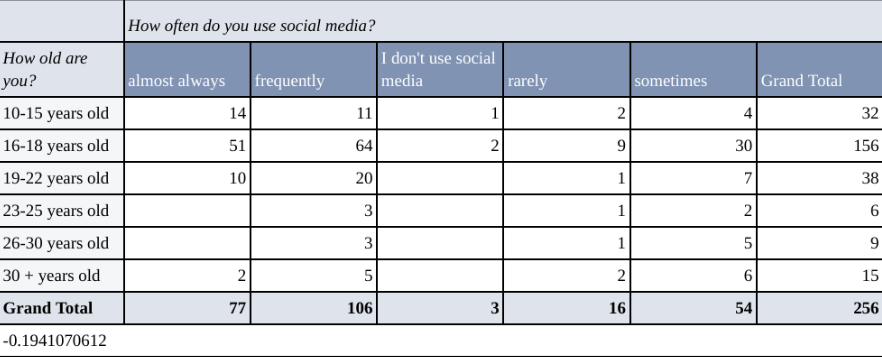 How often do you use social media?
How old are you? almost always frequently I don't use social media rarely sometimes Grand Total
10-15 years old 14 11 1 2 4 32
16-18 years old 51 64 2 9 30 156
19-22 years old 10 20 1 7 38
23-25 years old 3 1 2 6
26-30 years old 3 1 5 9
30 + years old 2 5 2 6 15
Grand Total 77 106 3 16 54 256
-0.1941070612